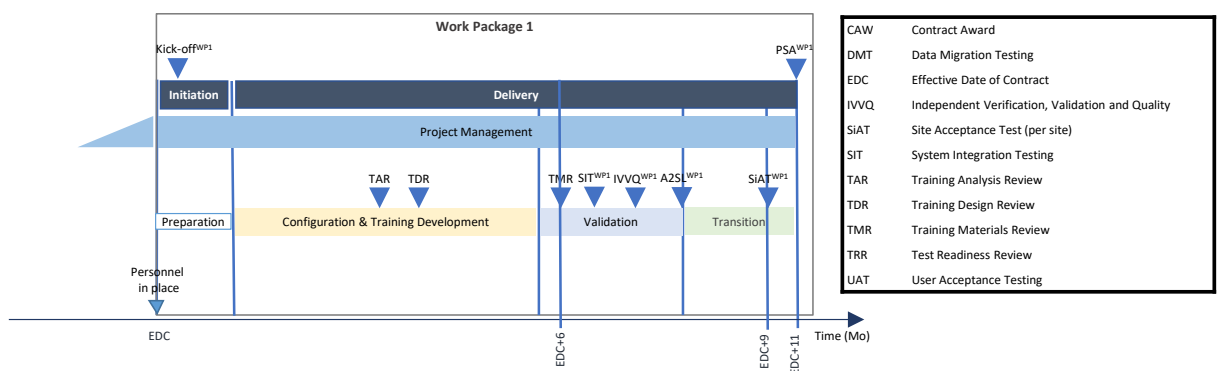 Work Package 1
Kick-offWP1
PSAWP1
Initiation
Delivery
Project Management
TAR
TDR
TMR
SITWP1
IVVQWP1
A2SLWP1
SiATWP1
Preparation
Configuration & Training Development
Validation
Transition
Personnel
in place
EDC
EDC+6
EDC+9
EDC+11
Time (Mo)
CAW Contract Award
DMT Data Migration Testing
EDC Effective Date of Contract
IVVQ Independent Verification, Validation and Quality
SiAT Site Acceptance Test (per site)
SIT System Integration Testing
TAR Training Analysis Review
TDR Training Design Review
TMR Training Materials Review
TRR Test Readiness Review
UAT User Acceptance Testing